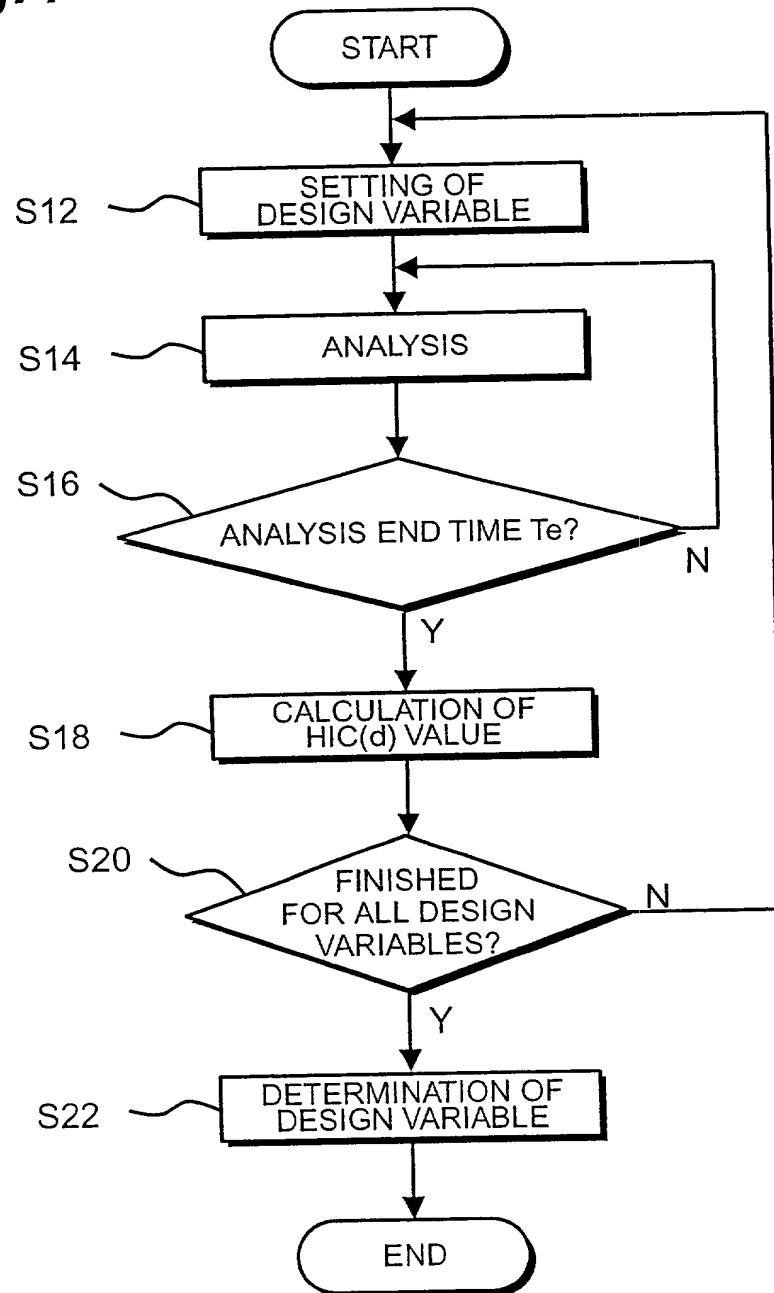 START
SETTING OF
DESIGN VARIABLE
S12
ANALYSIS
S14
S16
ANALYSIS END TIME Te?
N
Y
CALCULATION OF
HIC(d) VALUE
S18
S20
FINISHED
FOR ALL DESIGN
VARIABLES?
N
Y
DETERMINATION OF
DESIGN VARIABLE
S22
END